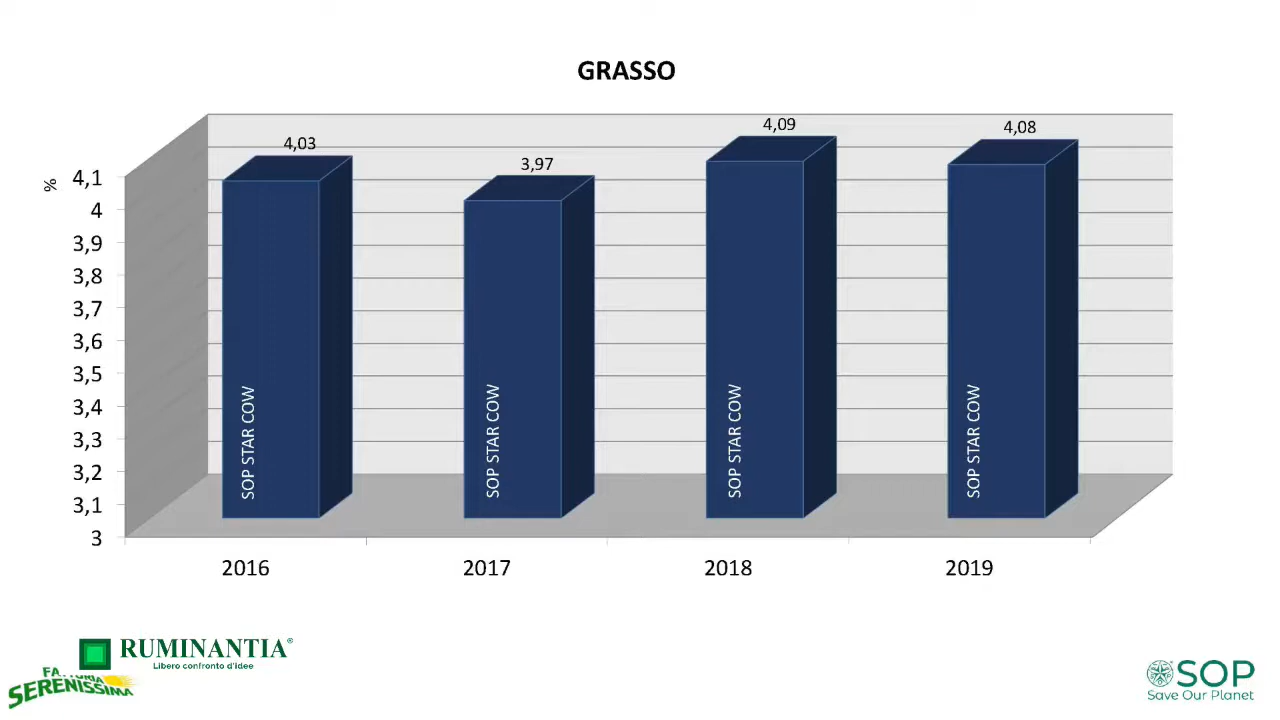 GRASSO
%
4,1
4
3,9
3,8
3,7
3,6
3,5
3,4
3,3
3,2
3,1
3
4,03
3,97
4,09
4,08
SOP STAR COW
SOP STAR COW
SOP STAR COW
SOP STAR COW
2016
2017
2018
2019
RUMINANTIA®
Libero confronto d'idee
FATTORIA
SERENISSIMA
SOP
Save Our Planet